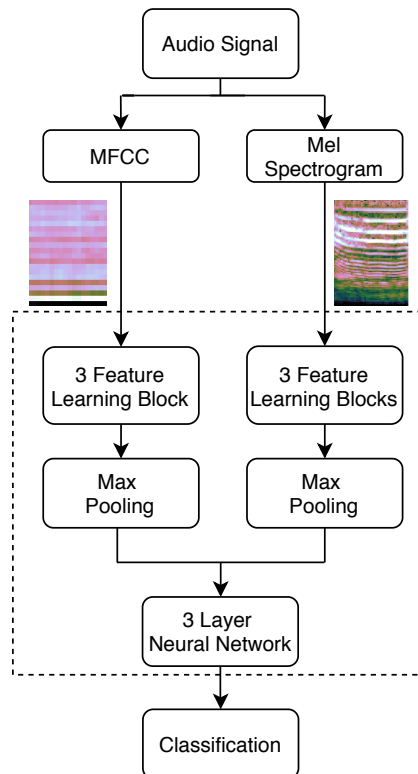 Audio Signal
MFCC
Mel
Spectrogram
3 Feature
Learning Block
3 Feature
Learning Blocks
Max
Pooling
Max
Pooling
3 Layer
Neural Network
Classification